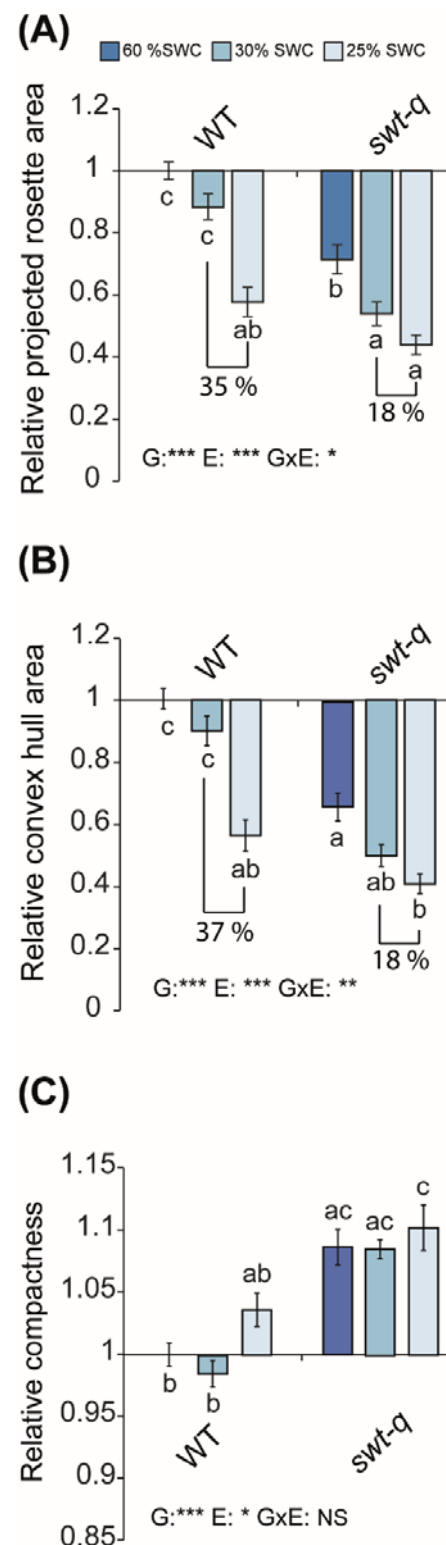 (A)
60 %SWC 30% SWC 25% SWC
Relative projected rosette area
1.2
1
0.8
0.6
0.4
0.2
0
WT
swt-q
c
c
ab
b
a
a
35 %
18 %
G:*** E: *** GxE: *
(B)
Relative convex hull area
1.2
1
0.8
0.6
0.4
0.2
0
WT
swt-q
c
c
ab
a
ab
b
37 %
18 %
G:*** E: *** GxE: **
(C)
Relative compactness
1.15
1.1
1.05
1
0.95
0.9
0.85
b
b
ab
ac
ac
c
WT
swt-q
G:*** E: * GxE: NS